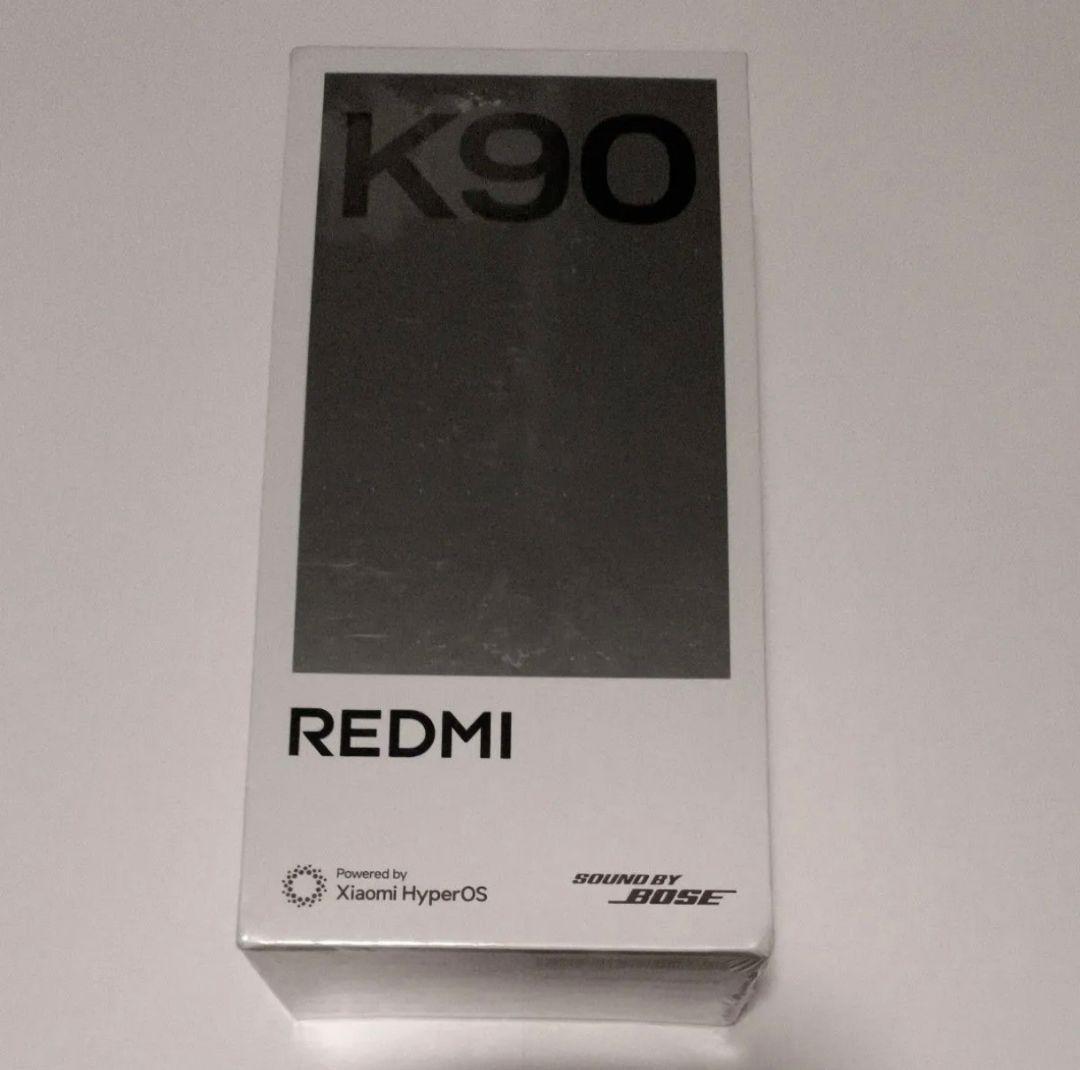 K90
REDMI
Powered by
Xiaomi HyperOS
SOUND BY
BOSE